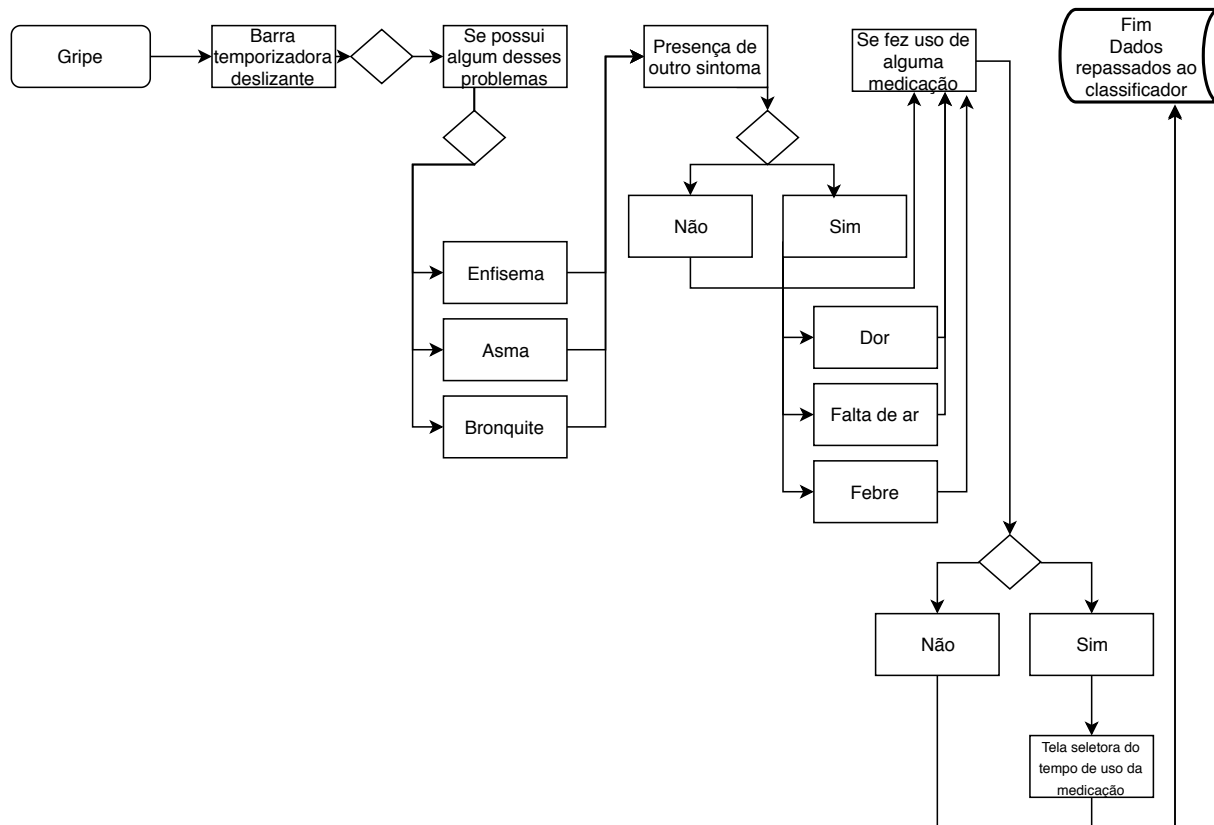 Gripe
Barra
temporizadora
deslizante
Se possui
algum desses
problemas
Presença de
outro sintoma
Se fez uso de
alguma
medicação
Fim
Dados
repassados ao
classificador
Não
Sim
Enfisema
Asma
Bronquite
Dor
Falta de ar
Febre
Não
Sim
Tela seletora do
tempo de uso da
medicação